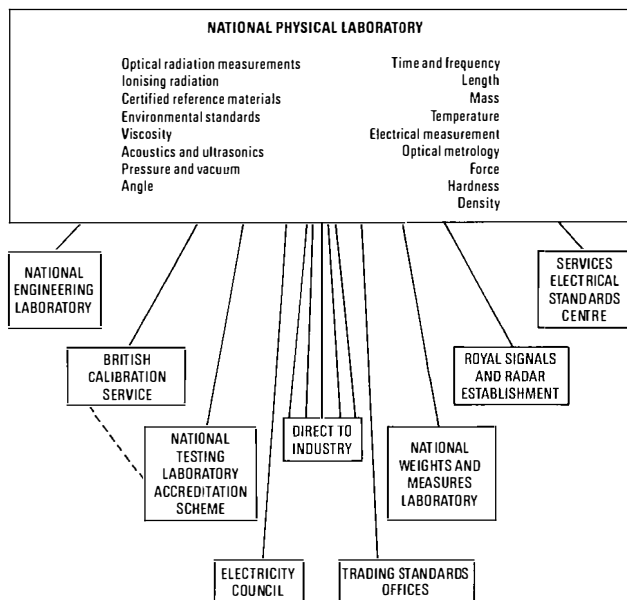 NATIONAL PHYSICAL LABORATORY
Optical radiation measurements
Ionising radiation
Certified reference materials
Environmental standards
Viscosity
Acoustics and ultrasonics
Pressure and vacuum
Angle
Time and frequency
Length
Mass
Temperature
Electrical measurement
Optical metrology
Force
Hardness
Density
NATIONAL
ENGINEERING
LABORATORY
SERVICES
ELECTRICAL
STANDARDS
CENTRE
BRITISH
CALIBRATION
SERVICE
ROYAL SIGNALS
AND RADAR
ESTABLISHMENT
NATIONAL
TESTING
LABORATORY
ACCREDITATION
SCHEME
DIRECT TO
INDUSTRY
NATIONAL
WEIGHTS AND
MEASURES
LABORATORY
ELECTRICITY
COUNCIL
TRADING STANDARDS
OFFICES